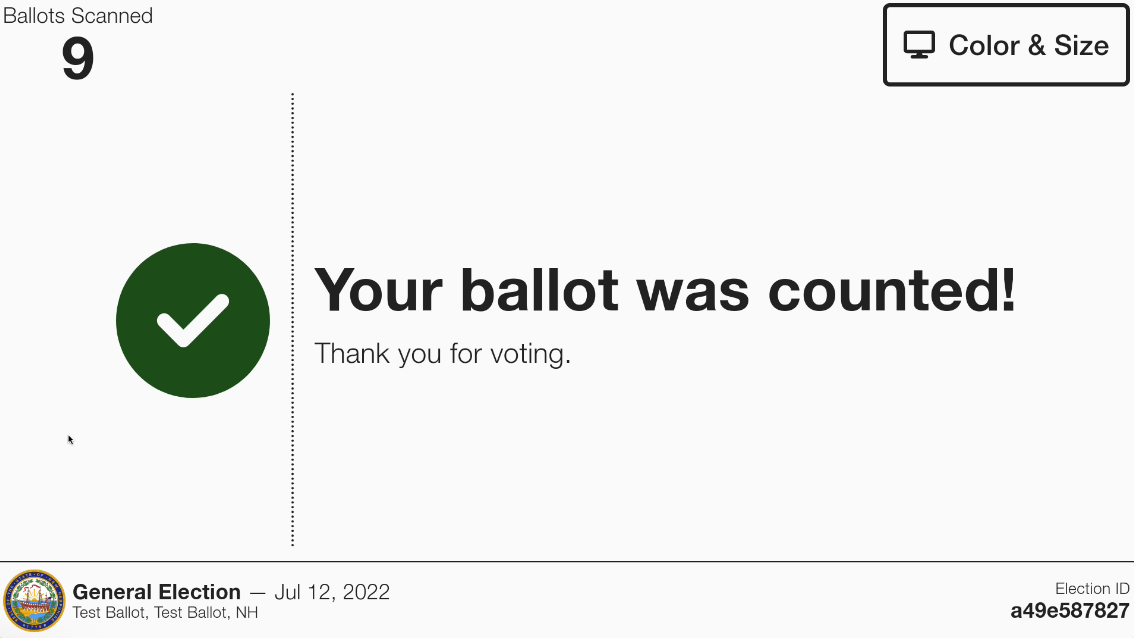 Ballots Scanned
9
Color & Size
Your ballot was counted!
Thank you for voting.
General Election — Jul 12, 2022
Test Ballot, Test Ballot, NH
Election ID
a49e587827